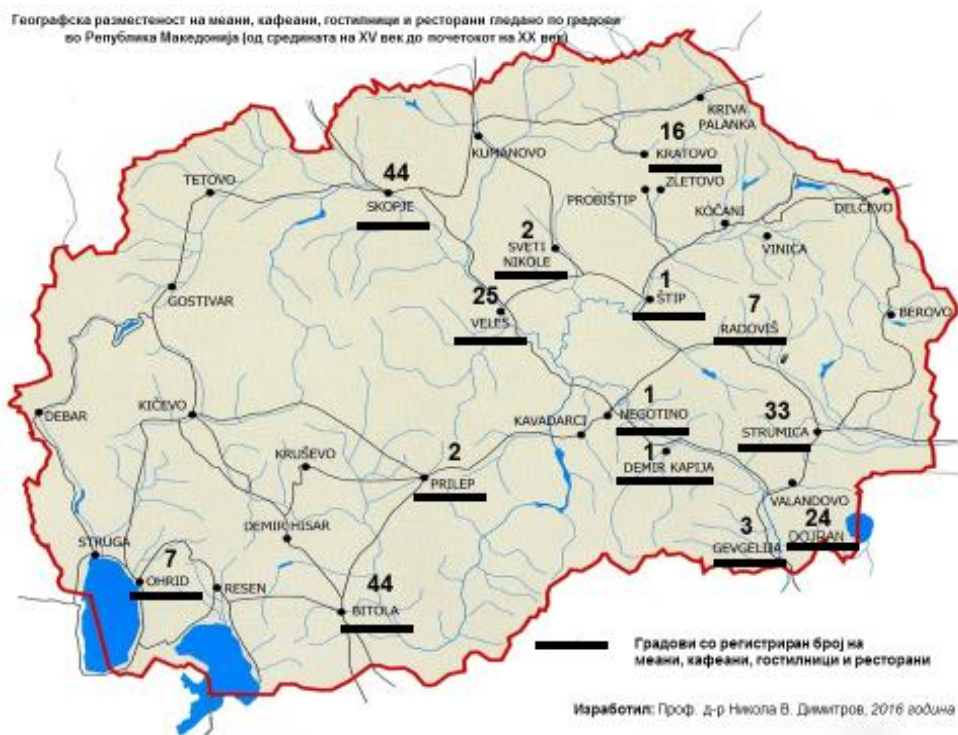 Географска разместеност на меани, кафеани, гостилници и ресторани гледано по градови
во Република Македонија (од средината на XV век до почетокот на XX век)
KRIVA
PALANKA
KUMANOVO
16
KRATOVO
TETOVO
44
SKOPJE
ZLETOVO
PROBIŠTIP
KOČANI
DELČEVO
VINICA
2
SVETI
NIKOLE
GOSTIVAR
25
VELES
1
ŠTIP
7
RADOVIŠ
BEROVO
DEBAR
KIČEVO
KAVADARCI
1
NEGOTINO
33
STRUMICA
KRUŠEVO
2
PRILEP
1
DEMIR KAPIJA
VALANDOVO
DEMIR HISAR
STRUGA
3
GEVGELIJA
24
DOJRAN
7
OHRID
RESEN
44
BITOLA
Градови со регистриран број на
меани, кафеани, гостилници и ресторани
Изработил: Проф. д-р Никола В. Димитров, 2016 година